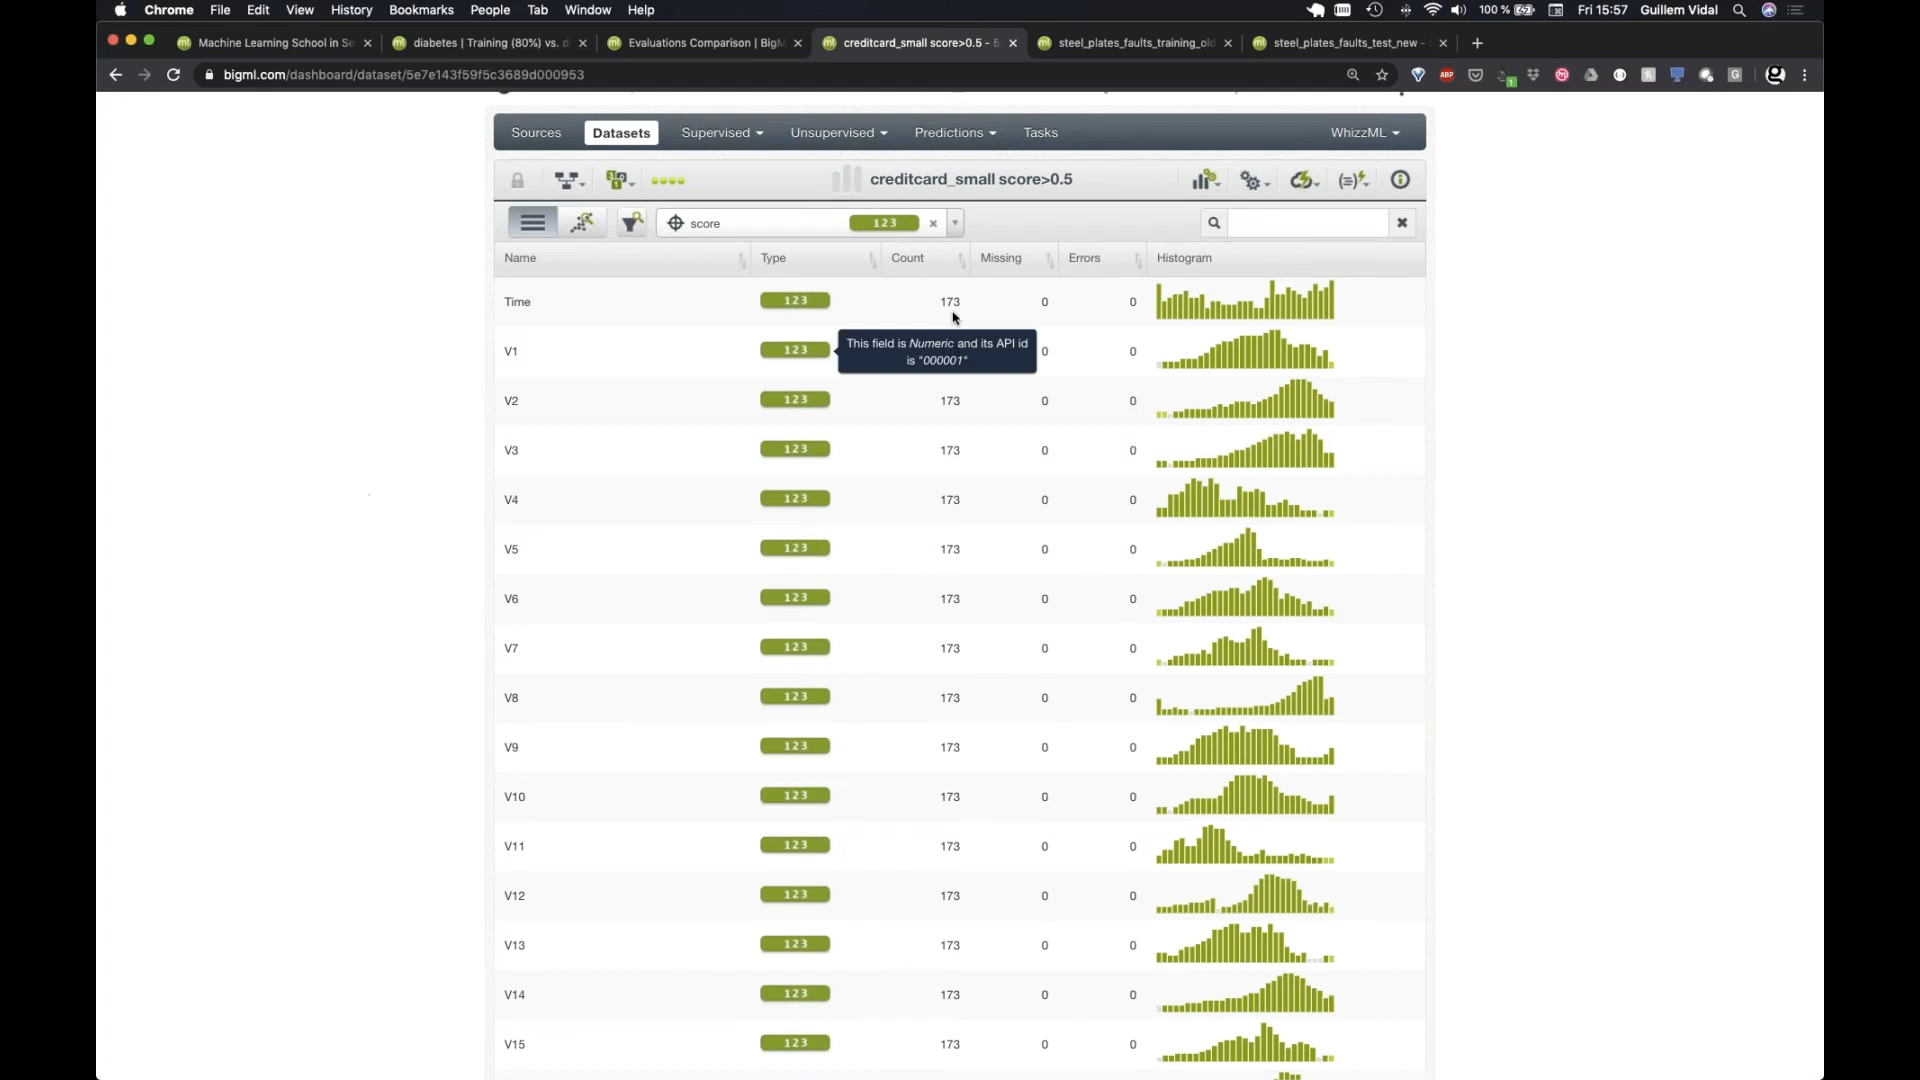 Chrome File Edit View History Bookmarks People Tab Window Help 100 % Fri 15:57 Guillem Vidal
Machine Learning School in Se diabetes | Training (80%) vs. d Evaluations Comparison | BigM creditcard_small score>0.5 - steel_plates_faults_training_old steel_plates_faults_test_new -
bigml.com/dashboard/dataset/5e7e143f59f5c3689d000953 ABP
Sources Datasets Supervised Unsupervised Predictions Tasks WhizzML
creditcard_small score>0.5
score 123
Name Type Count Missing Errors Histogram
Time 123 173 0 0
V1 123 0 0
This field is Numeric and its API id
is "000001"
V2 123 173 0 0
V3 123 173 0 0
V4 123 173 0 0
V5 123 173 0 0
V6 123 173 0 0
V7 123 173 0 0
V8 123 173 0 0
V9 123 173 0 0
V10 123 173 0 0
V11 123 173 0 0
V12 123 173 0 0
V13 123 173 0 0
V14 123 173 0 0
V15 123 173 0 0